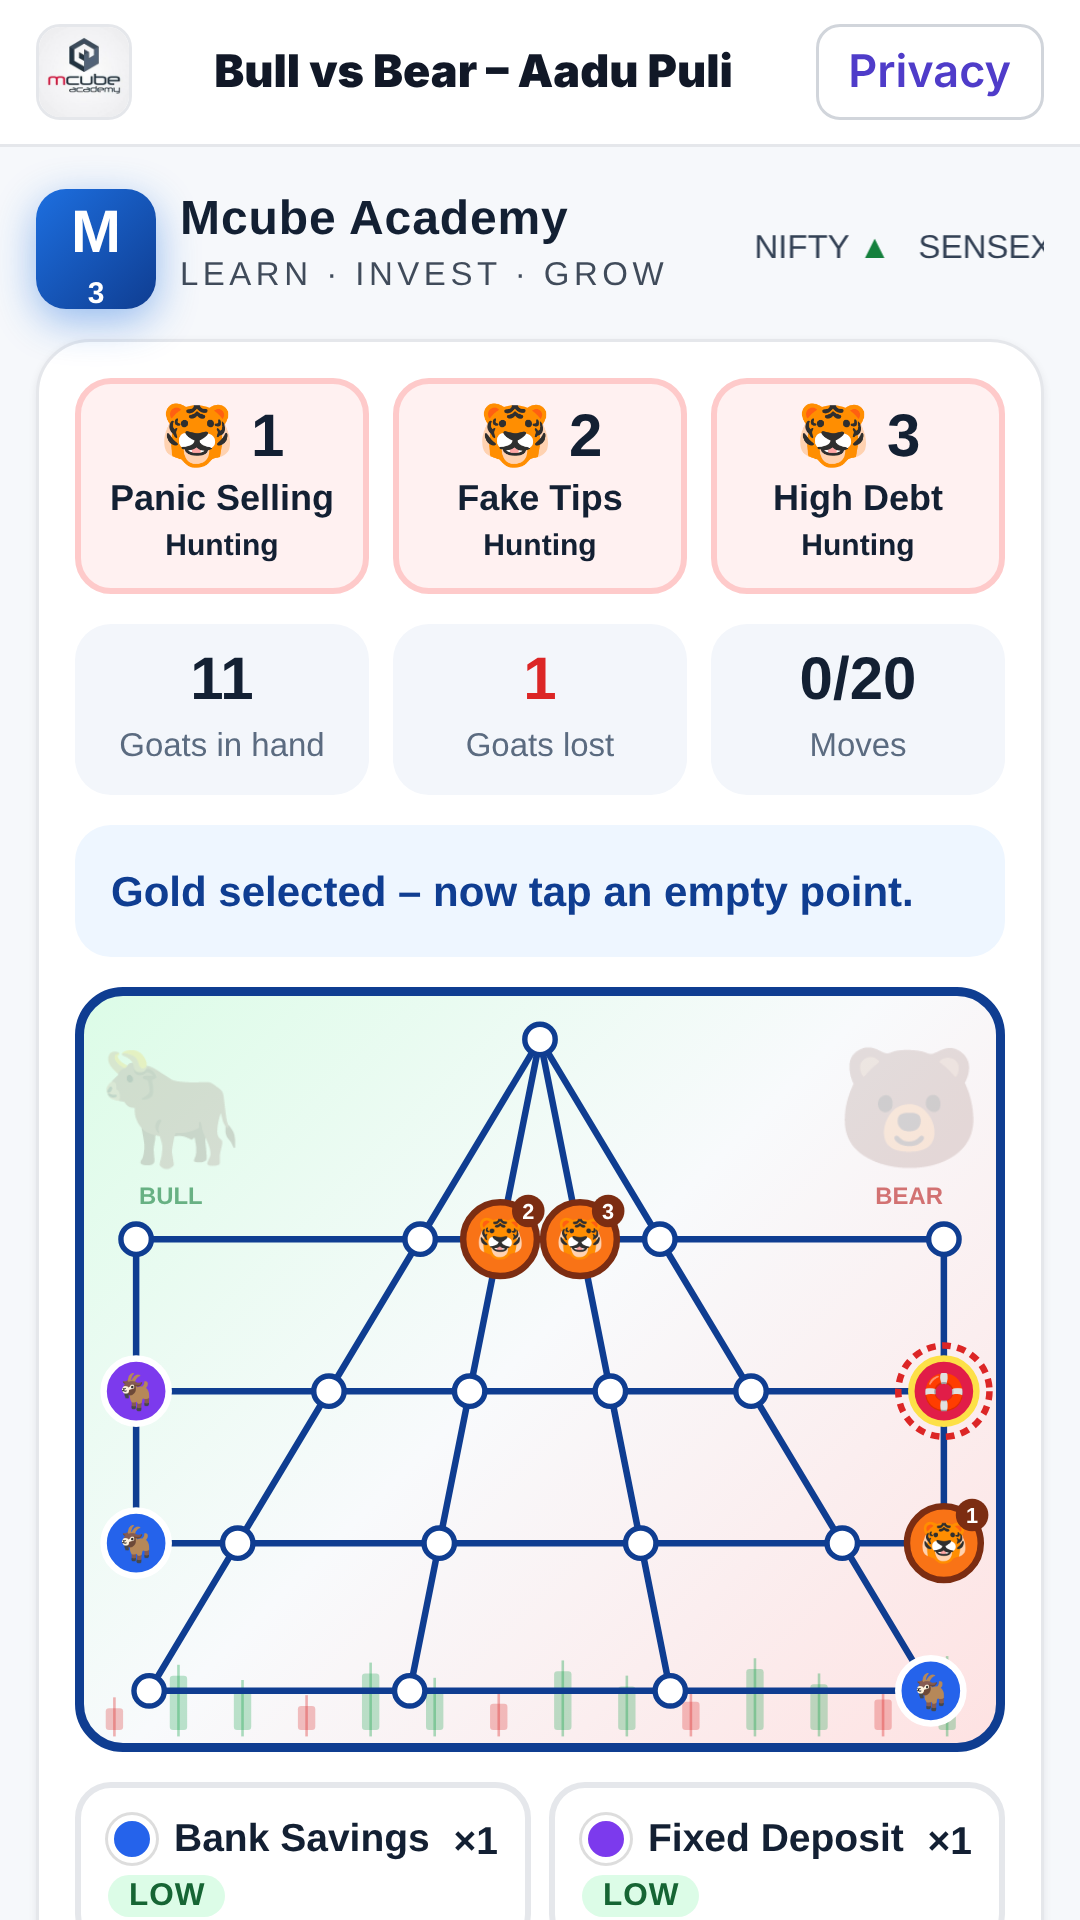 mcube
academy
Bull vs Bear – Aadu Puli
Privacy
M
3
Mcube Academy
LEARN · INVEST · GROW
NIFTY ▲ SENSEX
1
Panic Selling
Hunting
2
Fake Tips
Hunting
3
High Debt
Hunting
11
Goats in hand
1
Goats lost
0/20
Moves
Gold selected – now tap an empty point.
BULL
BEAR
2
3
1
Bank Savings ×1
LOW
Fixed Deposit ×1
LOW